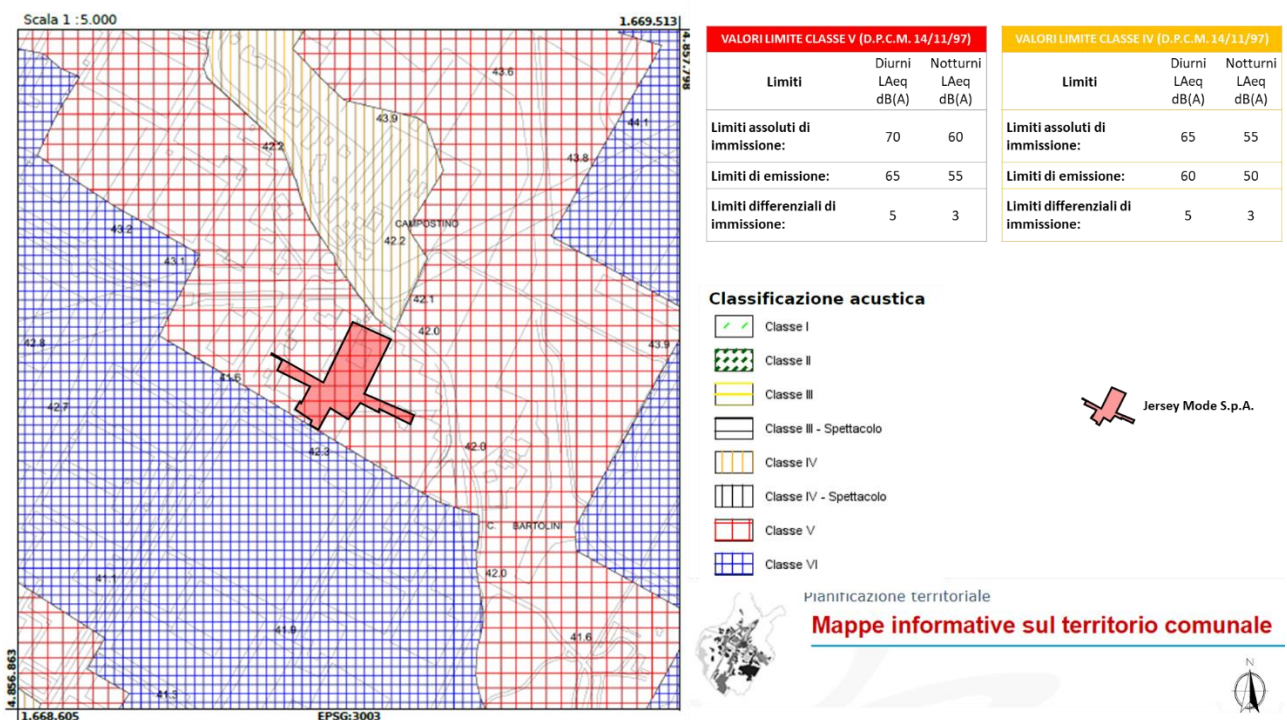 Scala 1 :5.000
1.669.513
4.857.798
43.6
43.9
44.1
42.2
43.8
CAMPOSTINO
43.2
42.2
43.1
42.1
42.0
42.8
43.9
41.6
42.7
42.0
42.3
C. BARTOLINI
42.0
41.1
41.9
41.6
41.3
4.856.863
1.668.605
EPSG:3003
VALORI LIMITE CLASSE V (D.P.C.M. 14/11/97)
Limiti
Diurni
LAeq
dB(A)
Notturni
LAeq
dB(A)
Limiti assoluti di
immissione:
70 60
Limiti di emissione: 65 55
Limiti differenziali di
immissione:
5 3
VALORI LIMITE CLASSE IV (D.P.C.M. 14/11/97)
Limiti
Diurni
LAeq
dB(A)
Notturni
LAeq
dB(A)
Limiti assoluti di
immissione:
65 55
Limiti di emissione: 60 50
Limiti differenziali di
immissione:
5 3
Classificazione acustica
Classe I
Classe II
Classe III
Classe III - Spettacolo
Classe IV
Classe IV - Spettacolo
Classe V
Classe VI
Jersey Mode S.p.A.
Pianificazione territoriale
Mappe informative sul territorio comunale
N